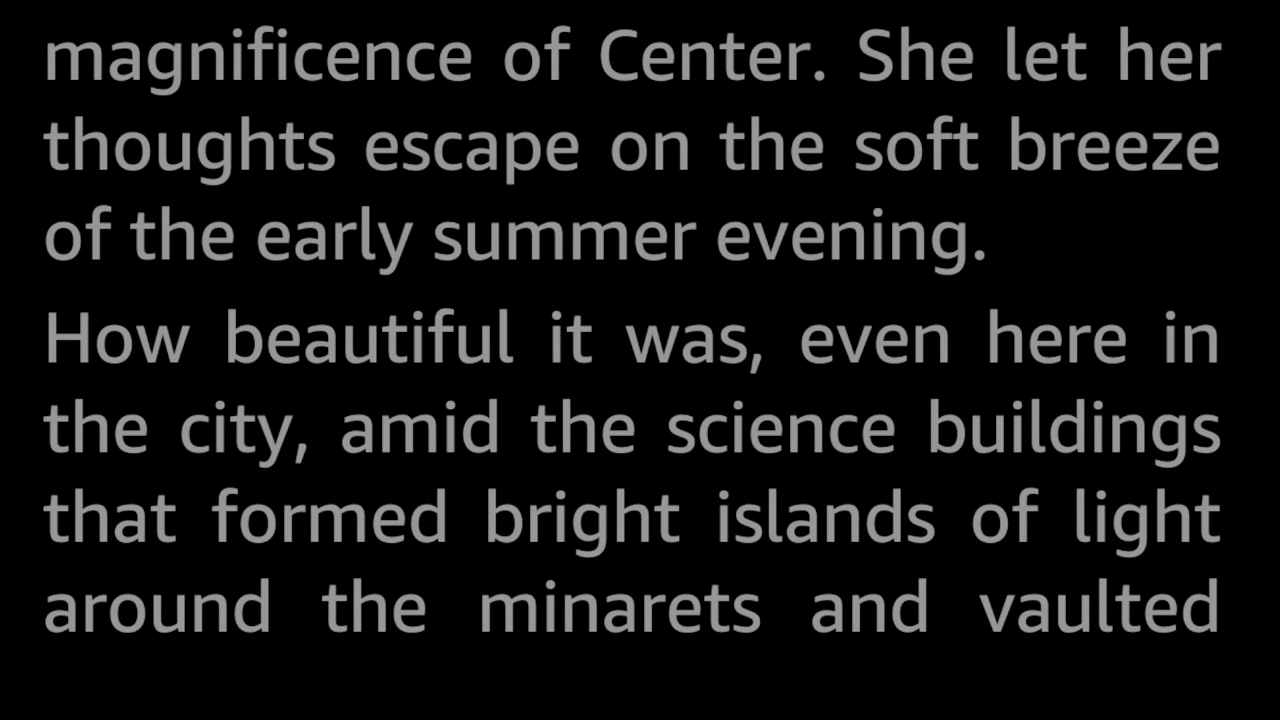 magnificence of Center. She let her
thoughts escape on the soft breeze
of the early summer evening.
How beautiful it was, even here in
the city, amid the science buildings
that formed bright islands of light
around the minarets and vaulted